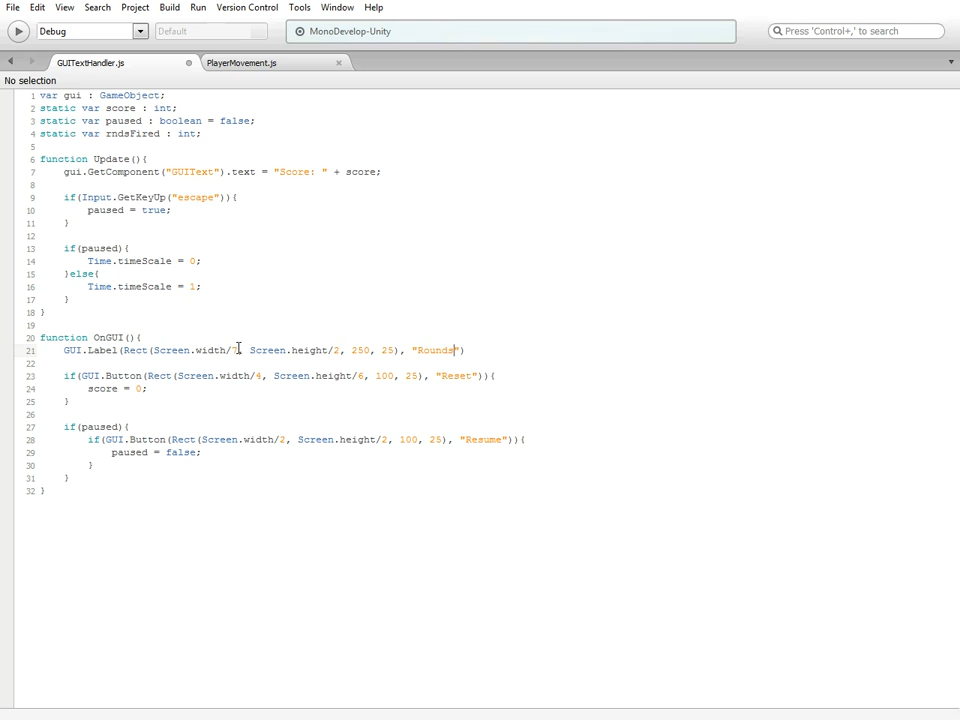 File Edit View Search Project Build Run Version Control Tools Window Help
Debug Default MonoDevelop-Unity Press 'Control+,' to search
GUITextHandler.js PlayerMovement.js
No selection
1 var gui : GameObject;
2 static var score : int;
3 static var paused : boolean = false;
4 static var rndsFired : int;
5
6 function Update(){
7 gui.GetComponent("GUIText").text = "Score: " + score;
8
9 if(Input.GetKeyUp("escape")){
10 paused = true;
11 }
12
13 if(paused){
14 Time.timeScale = 0;
15 }else{
16 Time.timeScale = 1;
17 }
18 }
19
20 function OnGUI(){
21 GUI.Label(Rect(Screen.width/7, Screen.height/2, 250, 25), "Rounds")
22
23 if(GUI.Button(Rect(Screen.width/4, Screen.height/6, 100, 25), "Reset")){
24 score = 0;
25 }
26
27 if(paused){
28 if(GUI.Button(Rect(Screen.width/2, Screen.height/2, 100, 25), "Resume")){
29 paused = false;
30 }
31 }
32 }